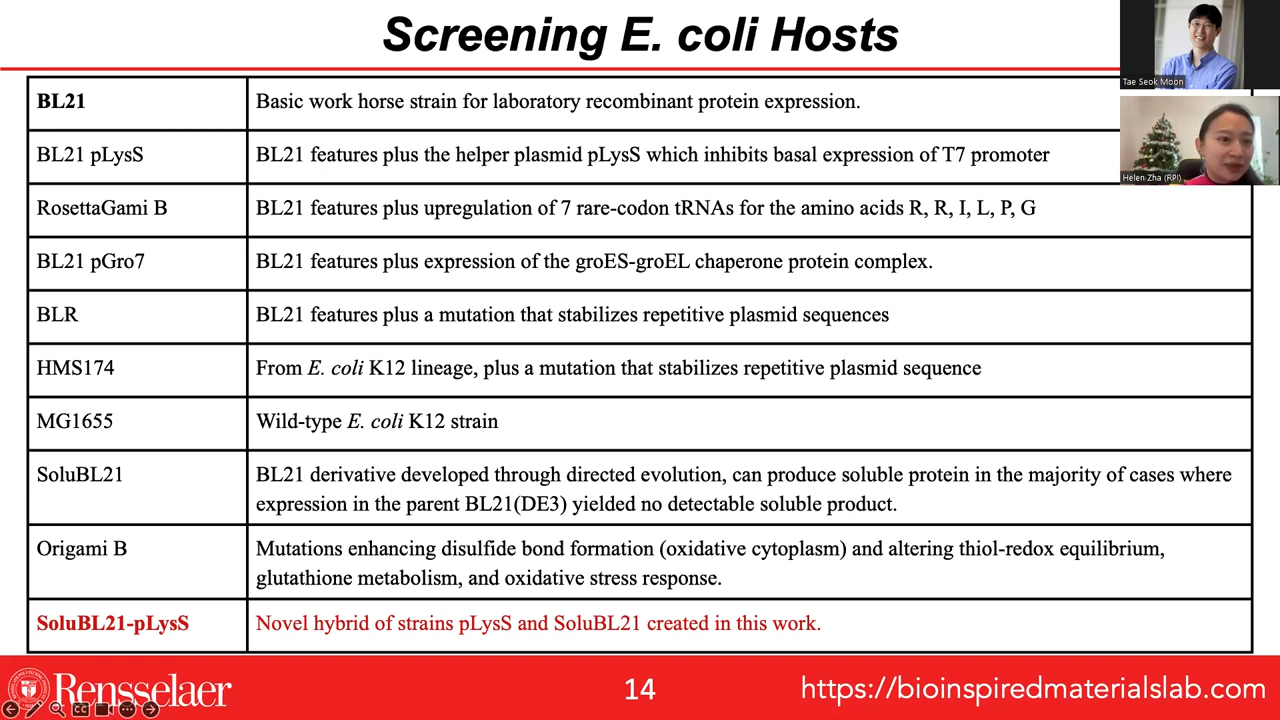 Screening E. coli Hosts
Tae Seok Moon
Helen Zha (RPI)
BL21
Basic work horse strain for laboratory recombinant protein expression.
BL21 pLysS
BL21 features plus the helper plasmid pLysS which inhibits basal expression of T7 promoter
RosettaGami B
BL21 features plus upregulation of 7 rare-codon tRNAs for the amino acids R, R, I, L, P, G
BL21 pGro7
BL21 features plus expression of the groES-groEL chaperone protein complex.
BLR
BL21 features plus a mutation that stabilizes repetitive plasmid sequences
HMS174
From E. coli K12 lineage, plus a mutation that stabilizes repetitive plasmid sequence
MG1655
Wild-type E. coli K12 strain
SoluBL21
BL21 derivative developed through directed evolution, can produce soluble protein in the majority of cases where
expression in the parent BL21(DE3) yielded no detectable soluble product.
Origami B
Mutations enhancing disulfide bond formation (oxidative cytoplasm) and altering thiol-redox equilibrium,
glutathione metabolism, and oxidative stress response.
SoluBL21-pLysS
Novel hybrid of strains pLysS and SoluBL21 created in this work.
Rensselaer
14
https://bioinspiredmaterialslab.com